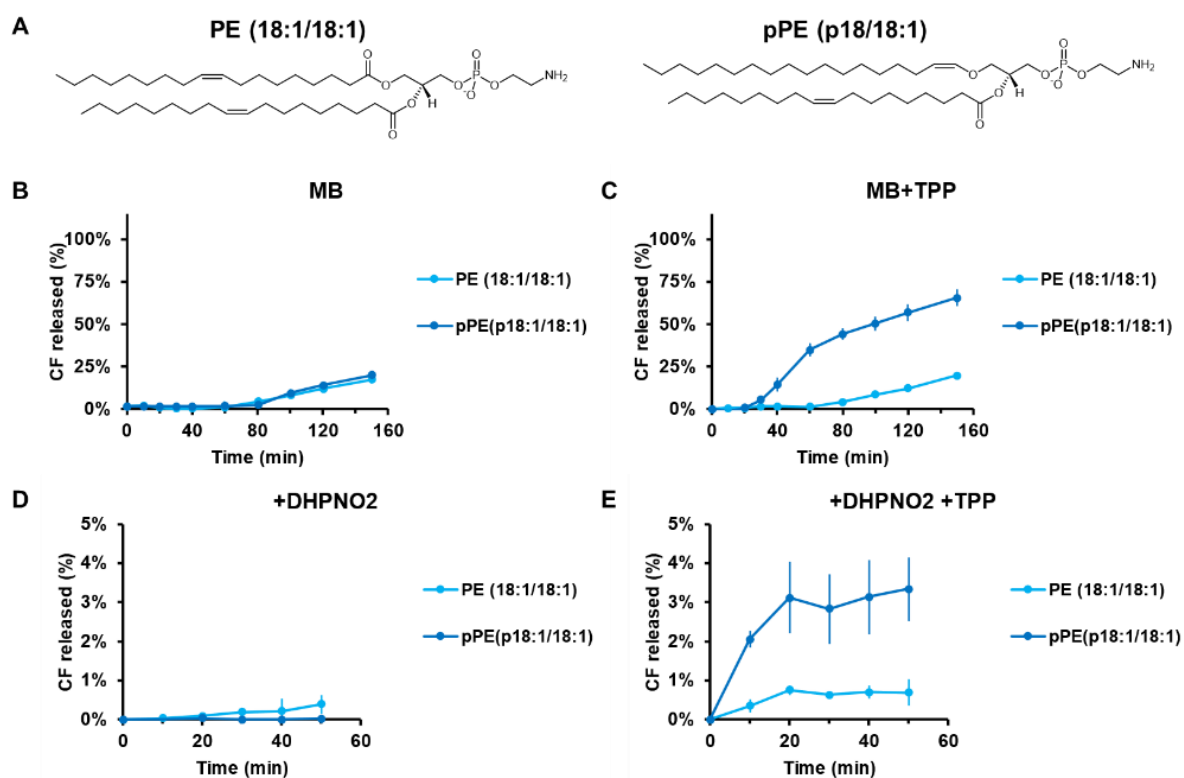 A
PE (18:1/18:1)
pPE (p18/18:1)
O
O
O
O
P
O
O-
O
NH2
H
O
O
O
O
P
O
O-
O
NH2
H
O
O
B
MB
C
MB+TPP
CF released (%)
100%
75%
50%
25%
0%
0 40 80 120 160
Time (min)
PE (18:1/18:1)
pPE(p18:1/18:1)
CF released (%)
100%
75%
50%
25%
0%
0 40 80 120 160
Time (min)
PE (18:1/18:1)
pPE(p18:1/18:1)
D
+DHPNO2
E
+DHPNO2 +TPP
CF released (%)
5%
4%
3%
2%
1%
0%
0 20 40 60
Time (min)
PE (18:1/18:1)
pPE(p18:1/18:1)
CF released (%)
5%
4%
3%
2%
1%
0%
0 20 40 60
Time (min)
PE (18:1/18:1)
pPE(p18:1/18:1)